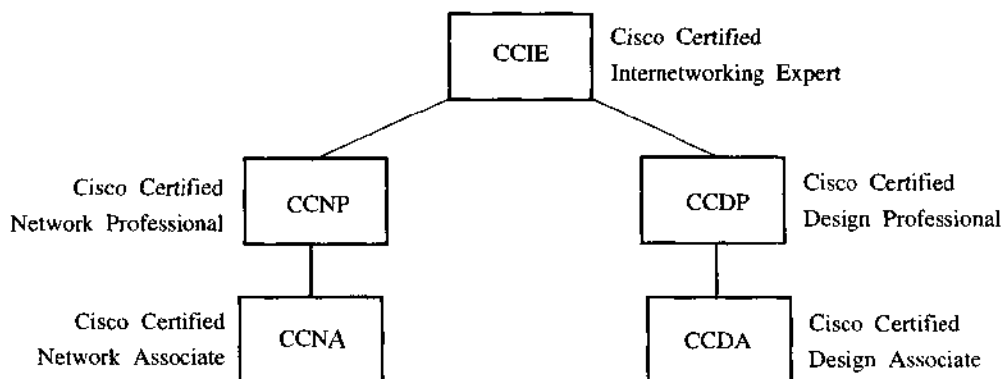 CCIE
Cisco Certified
Internetworking Expert
Cisco Certified
Network Professional
CCNP
CCDP
Cisco Certified
Design Professional
Cisco Certified
Network Associate
CCNA
CCDA
Cisco Certified
Design Associate